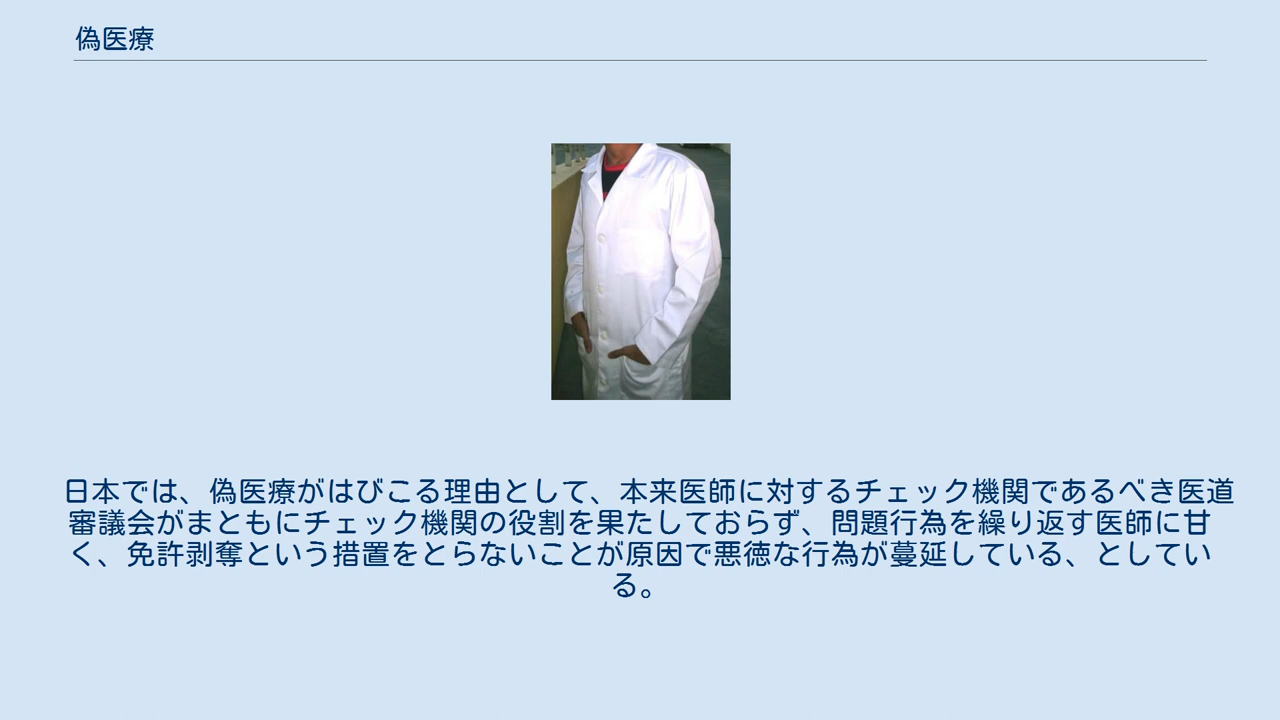 偽医療
日本では、偽医療がはびこる理由として、本来医師に対するチェック機関であるべき医道
審議会がまともにチェック機関の役割を果たしておらず、問題行為を繰り返す医師に甘
く、免許剥奪という措置をとらないことが原因で悪徳な行為が蔓延している、としてい
る。